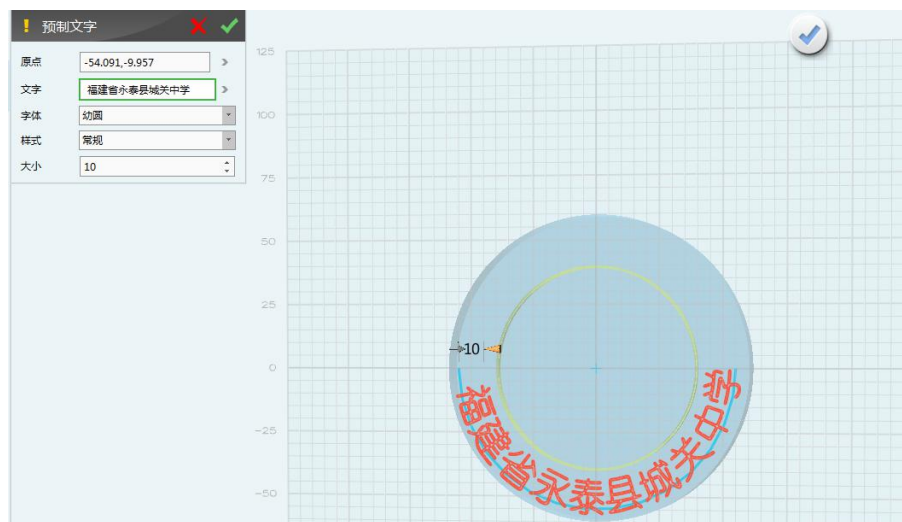 ! 预制文字
原点 -54.091,-9.957
文字 福建省永泰县城关中学
字体 幼圆
样式 常规
大小 10
125
100
75
50
25
0
-25
-50
10
福建省永泰县城关中学